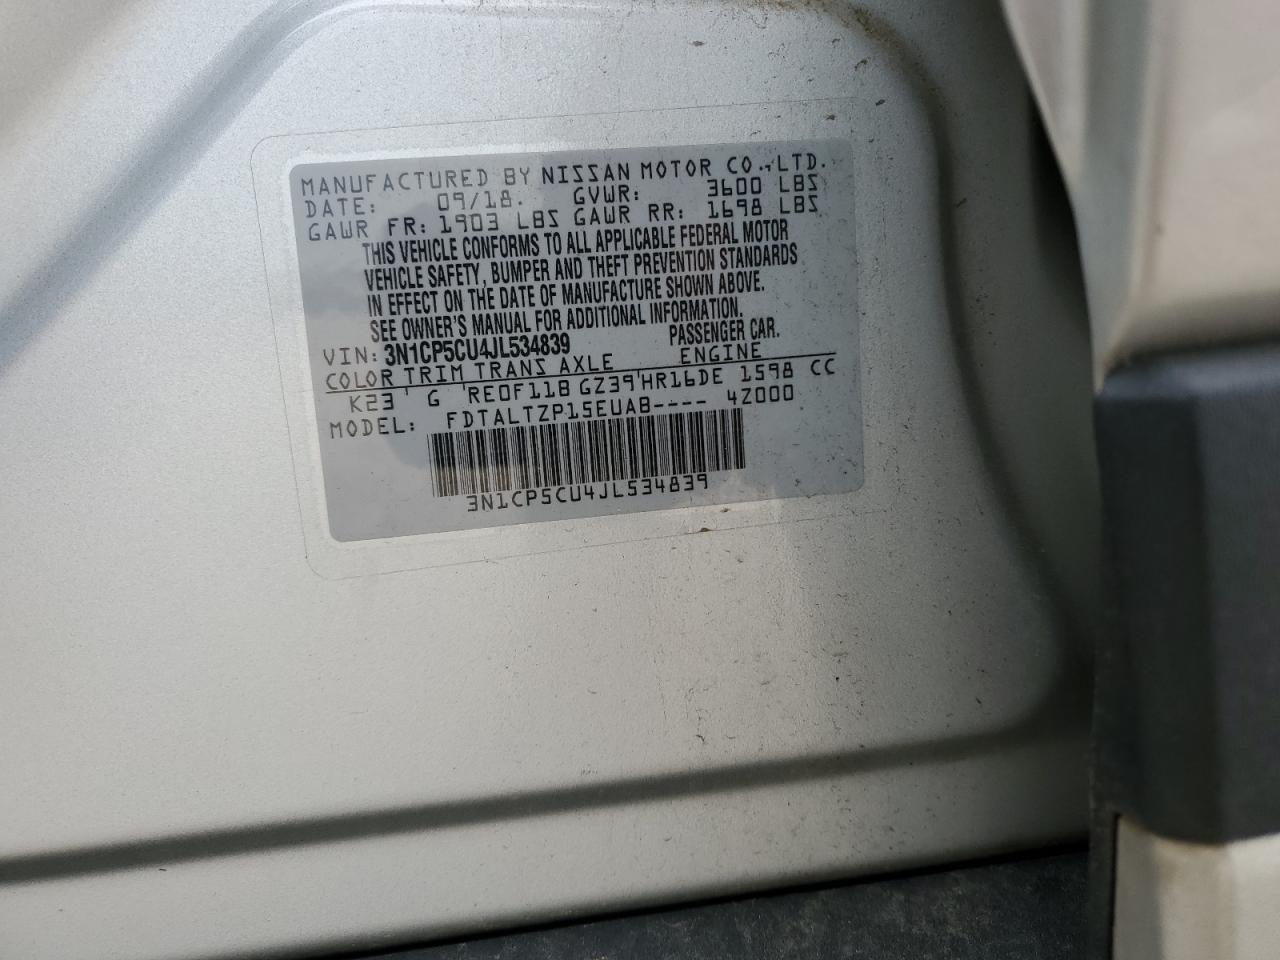 MANUFACTURED BY NISSAN MOTOR CO.,LTD.
DATE: 09/18. GVWR: 3600 LBS
GAWR FR: 1903 LBS GAWR RR: 1698 LBS
THIS VEHICLE CONFORMS TO ALL APPLICABLE FEDERAL MOTOR
VEHICLE SAFETY, BUMPER AND THEFT PREVENTION STANDARDS
IN EFFECT ON THE DATE OF MANUFACTURE SHOWN ABOVE.
SEE OWNER'S MANUAL FOR ADDITIONAL INFORMATION.
VIN: 3N1CP5CU4JL534839 PASSENGER CAR.
COLOR TRIM TRANS AXLE ENGINE
K23 G RE0F11B GZ39 HR16DE 1598 CC
MODEL: FDTALTZP15EUAB---- 4Z000
3N1CP5CU4JL534839